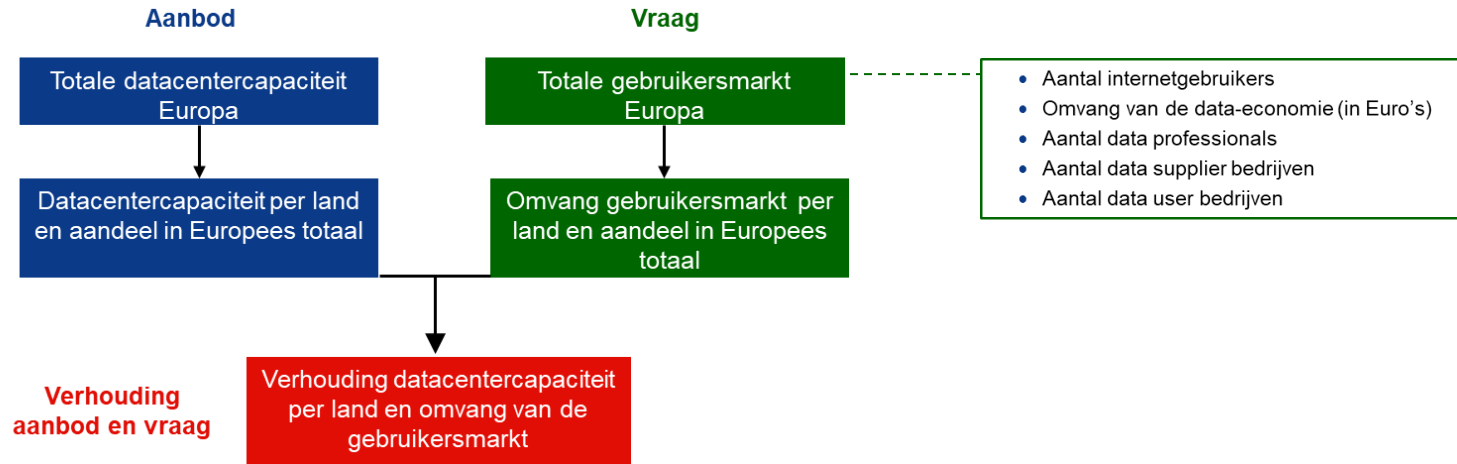 Aanbod
Vraag
Totale datacentercapaciteit
Europa
Totale gebruikersmarkt
Europa
• Aantal internetgebruikers
• Omvang van de data-economie (in Euro's)
• Aantal data professionals
• Aantal data supplier bedrijven
• Aantal data user bedrijven
Datacentercapaciteit per land
en aandeel in Europees totaal
Omvang gebruikersmarkt per
land en aandeel in Europees
totaal
Verhouding
aanbod en vraag
Verhouding datacentercapaciteit
per land en omvang van de
gebruikersmarkt